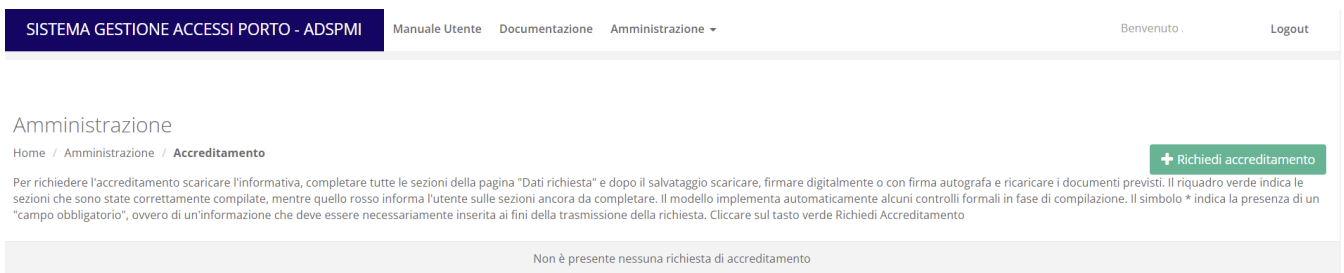 SISTEMA GESTIONE ACCESSI PORTO - ADSPMI Manuale Utente Documentazione Amministrazione Benvenuto . Logout
Amministrazione
Home / Amministrazione / Accreditamento
+ Richiedi accreditamento
Per richiedere l'accreditamento scaricare l'informativa, completare tutte le sezioni della pagina "Dati richiesta" e dopo il salvataggio scaricare, firmare digitalmente o con firma autografa e ricaricare i documenti previsti. Il riquadro verde indica le
sezioni che sono state correttamente compilate, mentre quello rosso informa l'utente sulle sezioni ancora da completare. Il modello implementa automaticamente alcuni controlli formali in fase di compilazione. Il simbolo * indica la presenza di un
"campo obbligatorio", ovvero di un'informazione che deve essere necessariamente inserita ai fini della trasmissione della richiesta. Cliccare sul tasto verde Richiedi Accreditamento
Non è presente nessuna richiesta di accreditamento